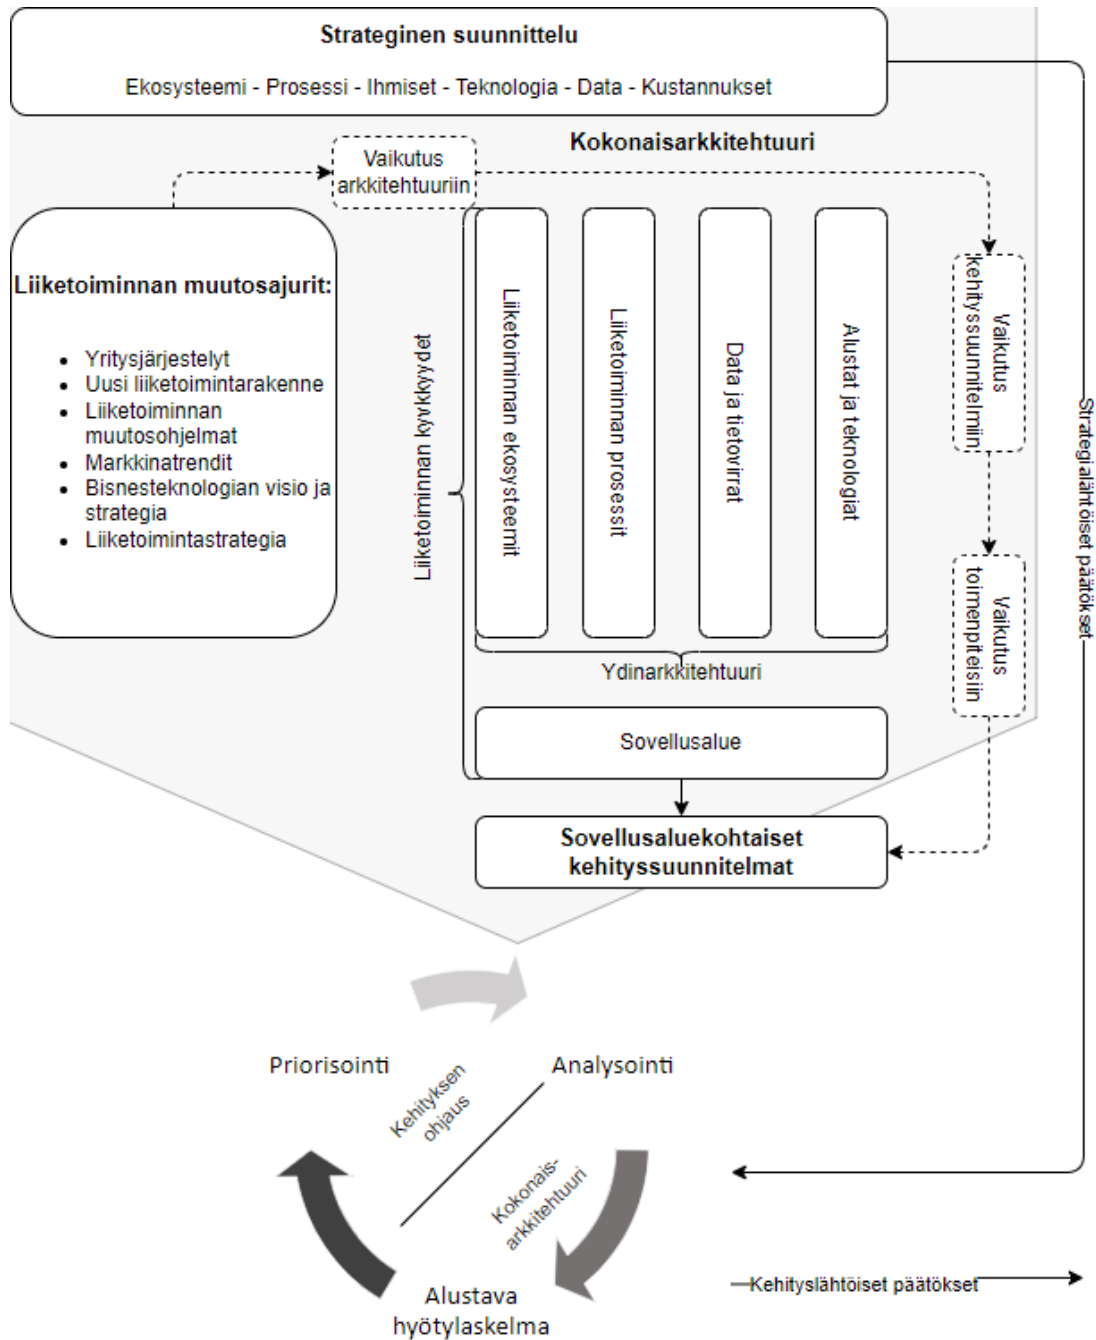 Strateginen suunnittelu
Ekosysteemi - Prosessi - Ihmiset - Teknologia - Data - Kustannukset
Kokonaisarkkitehtuuri
Vaikutus
arkkitehtuuriin
Liiketoiminnan muutosajurit:
• Yritysjärjestelyt
• Uusi liiketoimintarakenne
• Liiketoiminnan
muutosohjelmat
• Markkinatrendit
• Bisnesteknologian visio ja
strategia
• Liiketoimintastrategia
Liiketoiminnan kyvkkyydet
Liiketoiminnan ekosysteemit
Liiketoiminnan prosessit
Data ja tietovirrat
Alustat ja teknologiat
Vaikutus
kehityssuunnitelmiin
Vaikutus
toimenpiteisiin
Strategialähtöiset päätökset
Ydinarkkitehtuuri
Sovellusalue
Sovellusaluekohtaiset
kehityssuunnitelmat
Priorisointi
Analysointi
Kehityksen
ohjaus
Kokonais-
arkkitehtuuri
Alustava
hyötylaskelma
Kehityslähtöiset päätökset